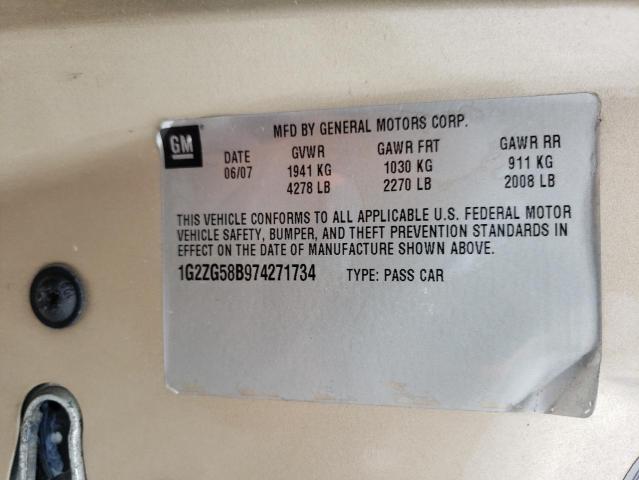 GM
MFD BY GENERAL MOTORS CORP.
DATE GVWR GAWR FRT GAWR RR
06/07 1941 KG 1030 KG 911 KG
4278 LB 2270 LB 2008 LB
THIS VEHICLE CONFORMS TO ALL APPLICABLE U.S. FEDERAL MOTOR
VEHICLE SAFETY, BUMPER, AND THEFT PREVENTION STANDARDS IN
EFFECT ON THE DATE OF MANUFACTURE SHOWN ABOVE.
1G2ZG58B974271734 TYPE: PASS CAR